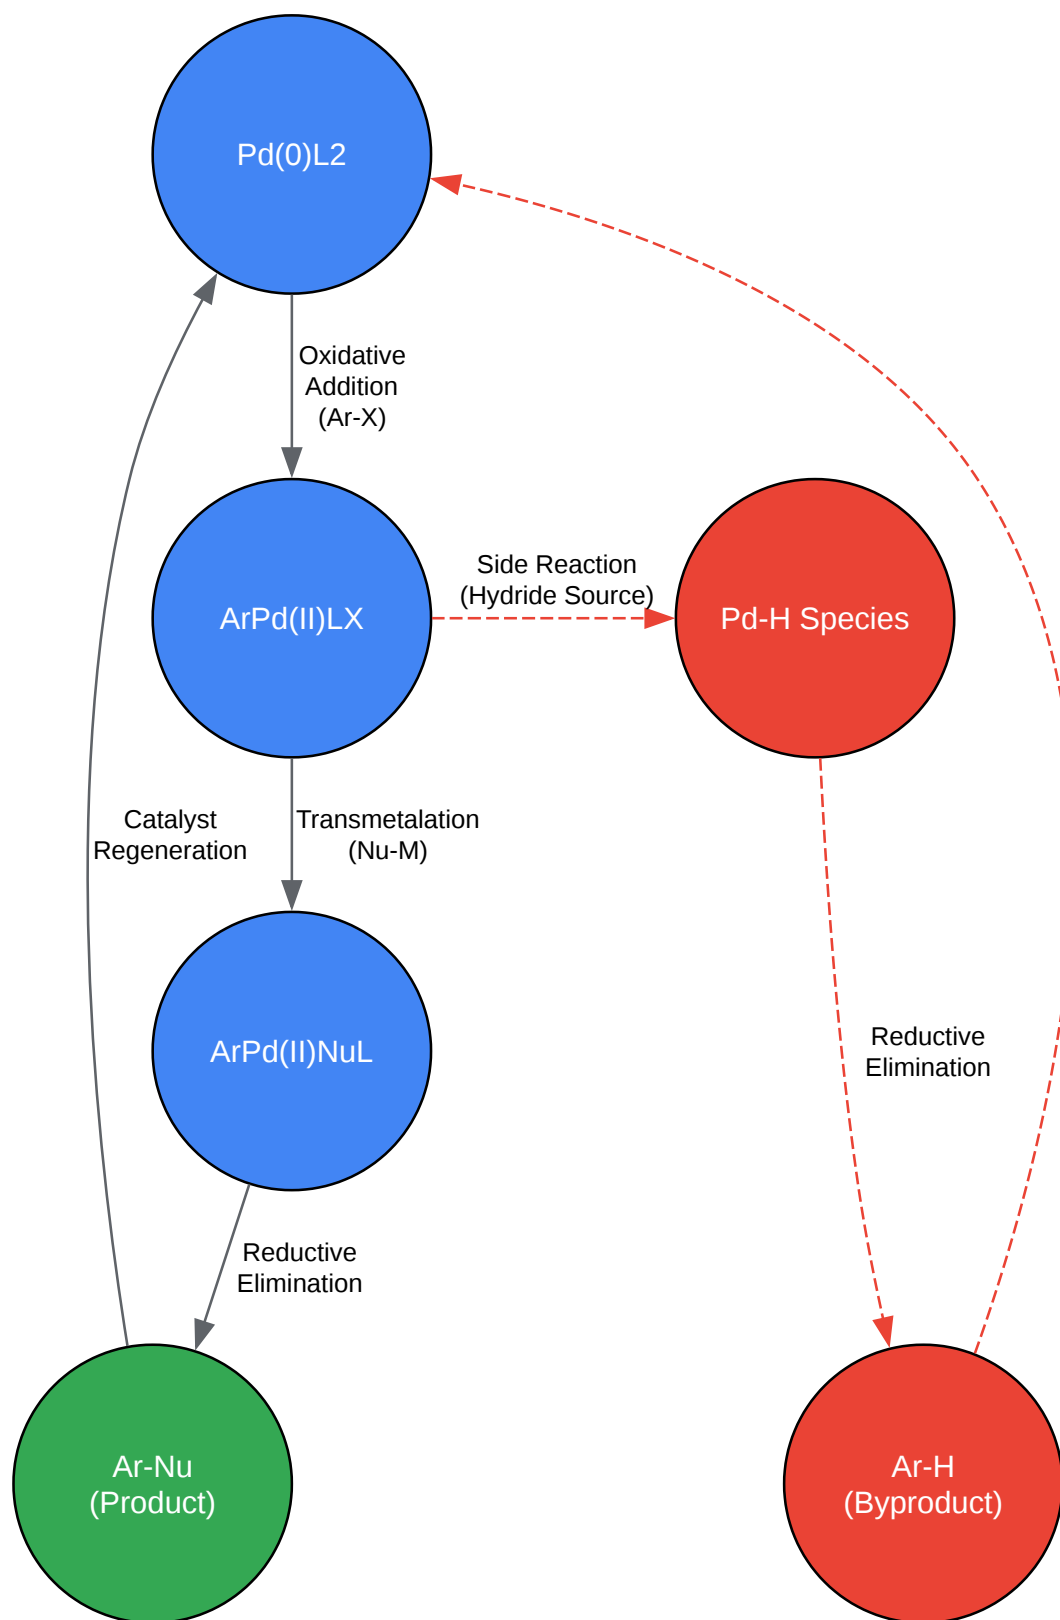 Pd(0)L2
Oxidative
Addition
(Ar-X)
ArPd(II)LX
Side Reaction
(Hydride Source)
Pd-H Species
Catalyst
Regeneration
Transmetalation
(Nu-M)
ArPd(II)NuL
Reductive
Elimination
Reductive
Elimination
Ar-Nu
(Product)
Ar-H
(Byproduct)